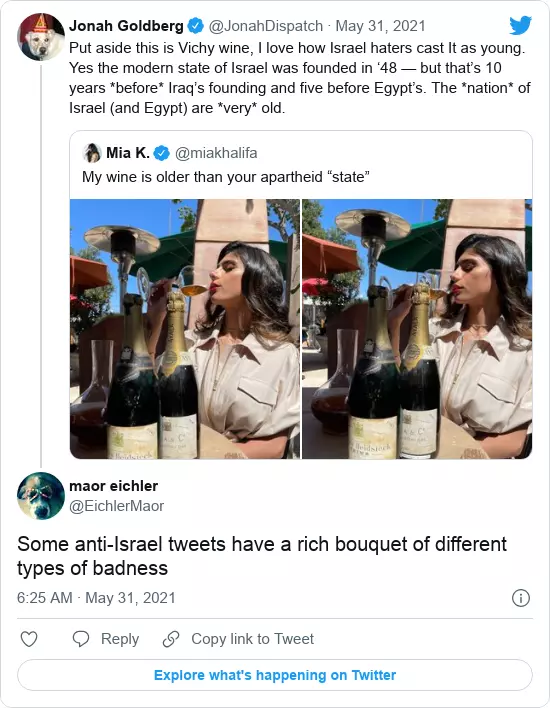 Jonah Goldberg @JonahDispatch · May 31, 2021
Put aside this is Vichy wine, I love how Israel haters cast It as young.
Yes the modern state of Israel was founded in ‘48 — but that’s 10
years *before* Iraq’s founding and five before Egypt’s. The *nation* of
Israel (and Egypt) are *very* old.
Mia K. @miakhalifa
My wine is older than your apartheid “state”
maor eichler
@EichlerMaor
Some anti-Israel tweets have a rich bouquet of different
types of badness
6:25 AM · May 31, 2021
Reply
Copy link to Tweet
Explore what's happening on Twitter